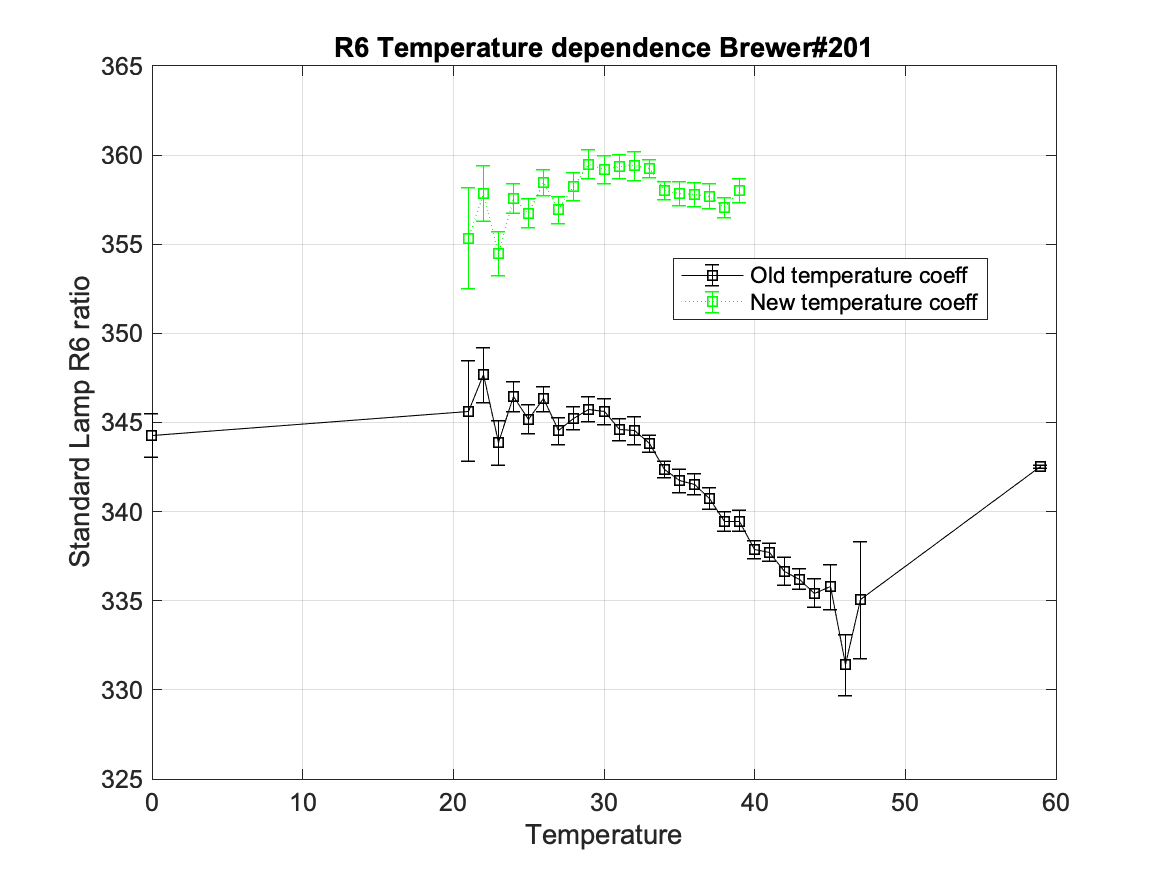 R6 Temperature dependence Brewer#201
365
360
355
350
345
340
335
330
325
Standard Lamp R6 ratio
Old temperature coeff
New temperature coeff
0 10 20 30 40 50 60
Temperature